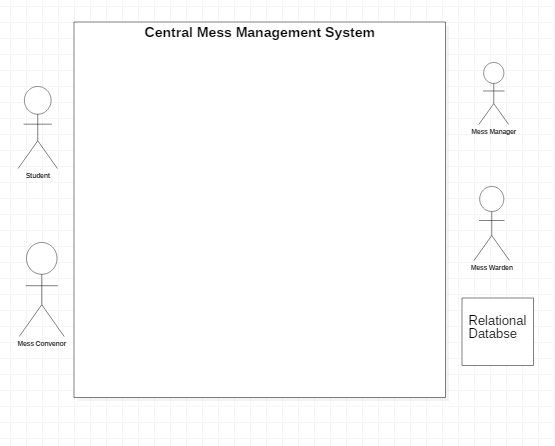 Central Mess Management System
Student
Mess Manager
Mess Convenor
Mess Warden
Relational
Databse